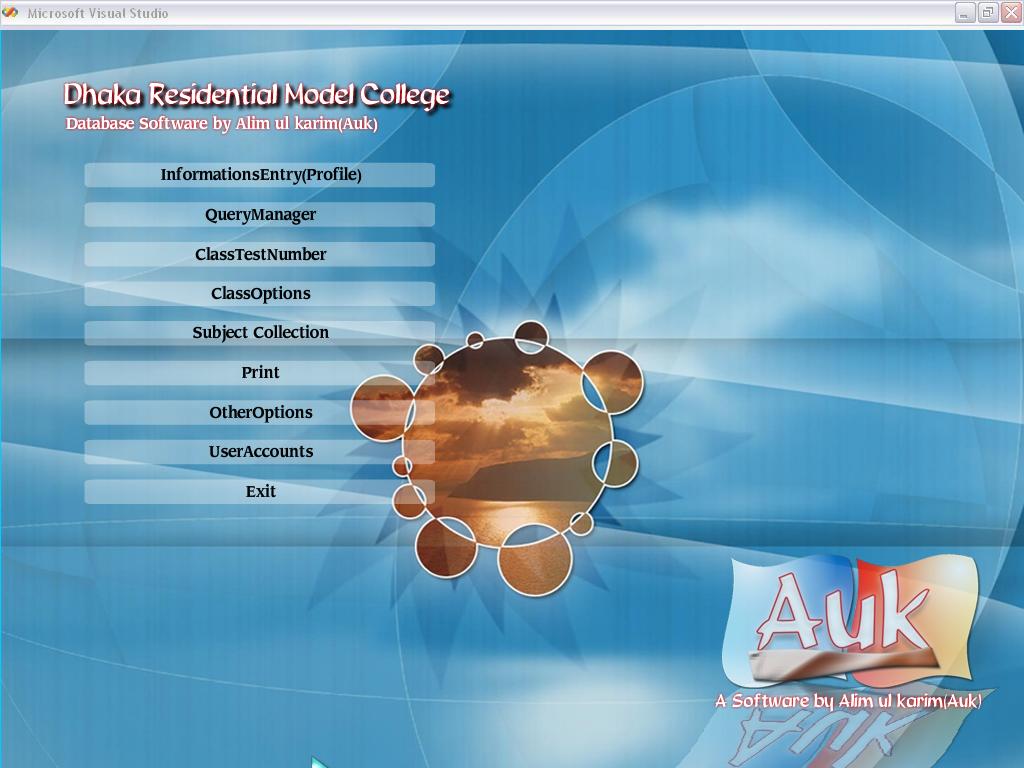 Microsoft Visual Studio
Dhaka Residential Model College
Database Software by Alim ul karim(Auk)
InformationsEntry(Profile)
QueryManager
ClassTestNumber
ClassOptions
Subject Collection
Print
OtherOptions
UserAccounts
Exit
Auk
A Software by Alim ul karim(Auk)